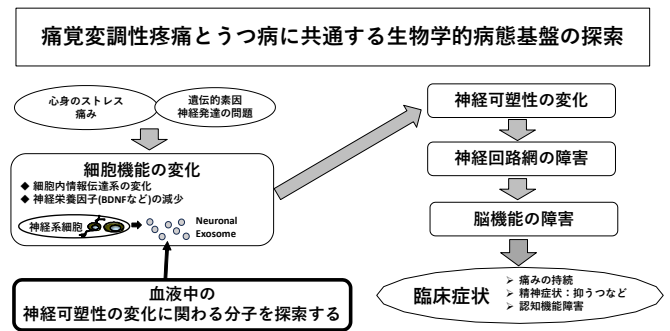 痛覚変調性疼痛とうつ病に共通する生物学的病態基盤の探索
心身のストレス
痛み
遺伝的素因
神経発達の問題
細胞機能の変化
◆ 細胞内情報伝達系の変化
◆ 神経栄養因子(BDNFなど)の減少
神経系細胞
Neuronal
Exosome
血液中の
神経可塑性の変化に関わる分子を探索する
神経可塑性の変化
神経回路網の障害
脳機能の障害
臨床症状
➢ 痛みの持続
➢ 精神症状：抑うつなど
➢ 認知機能障害